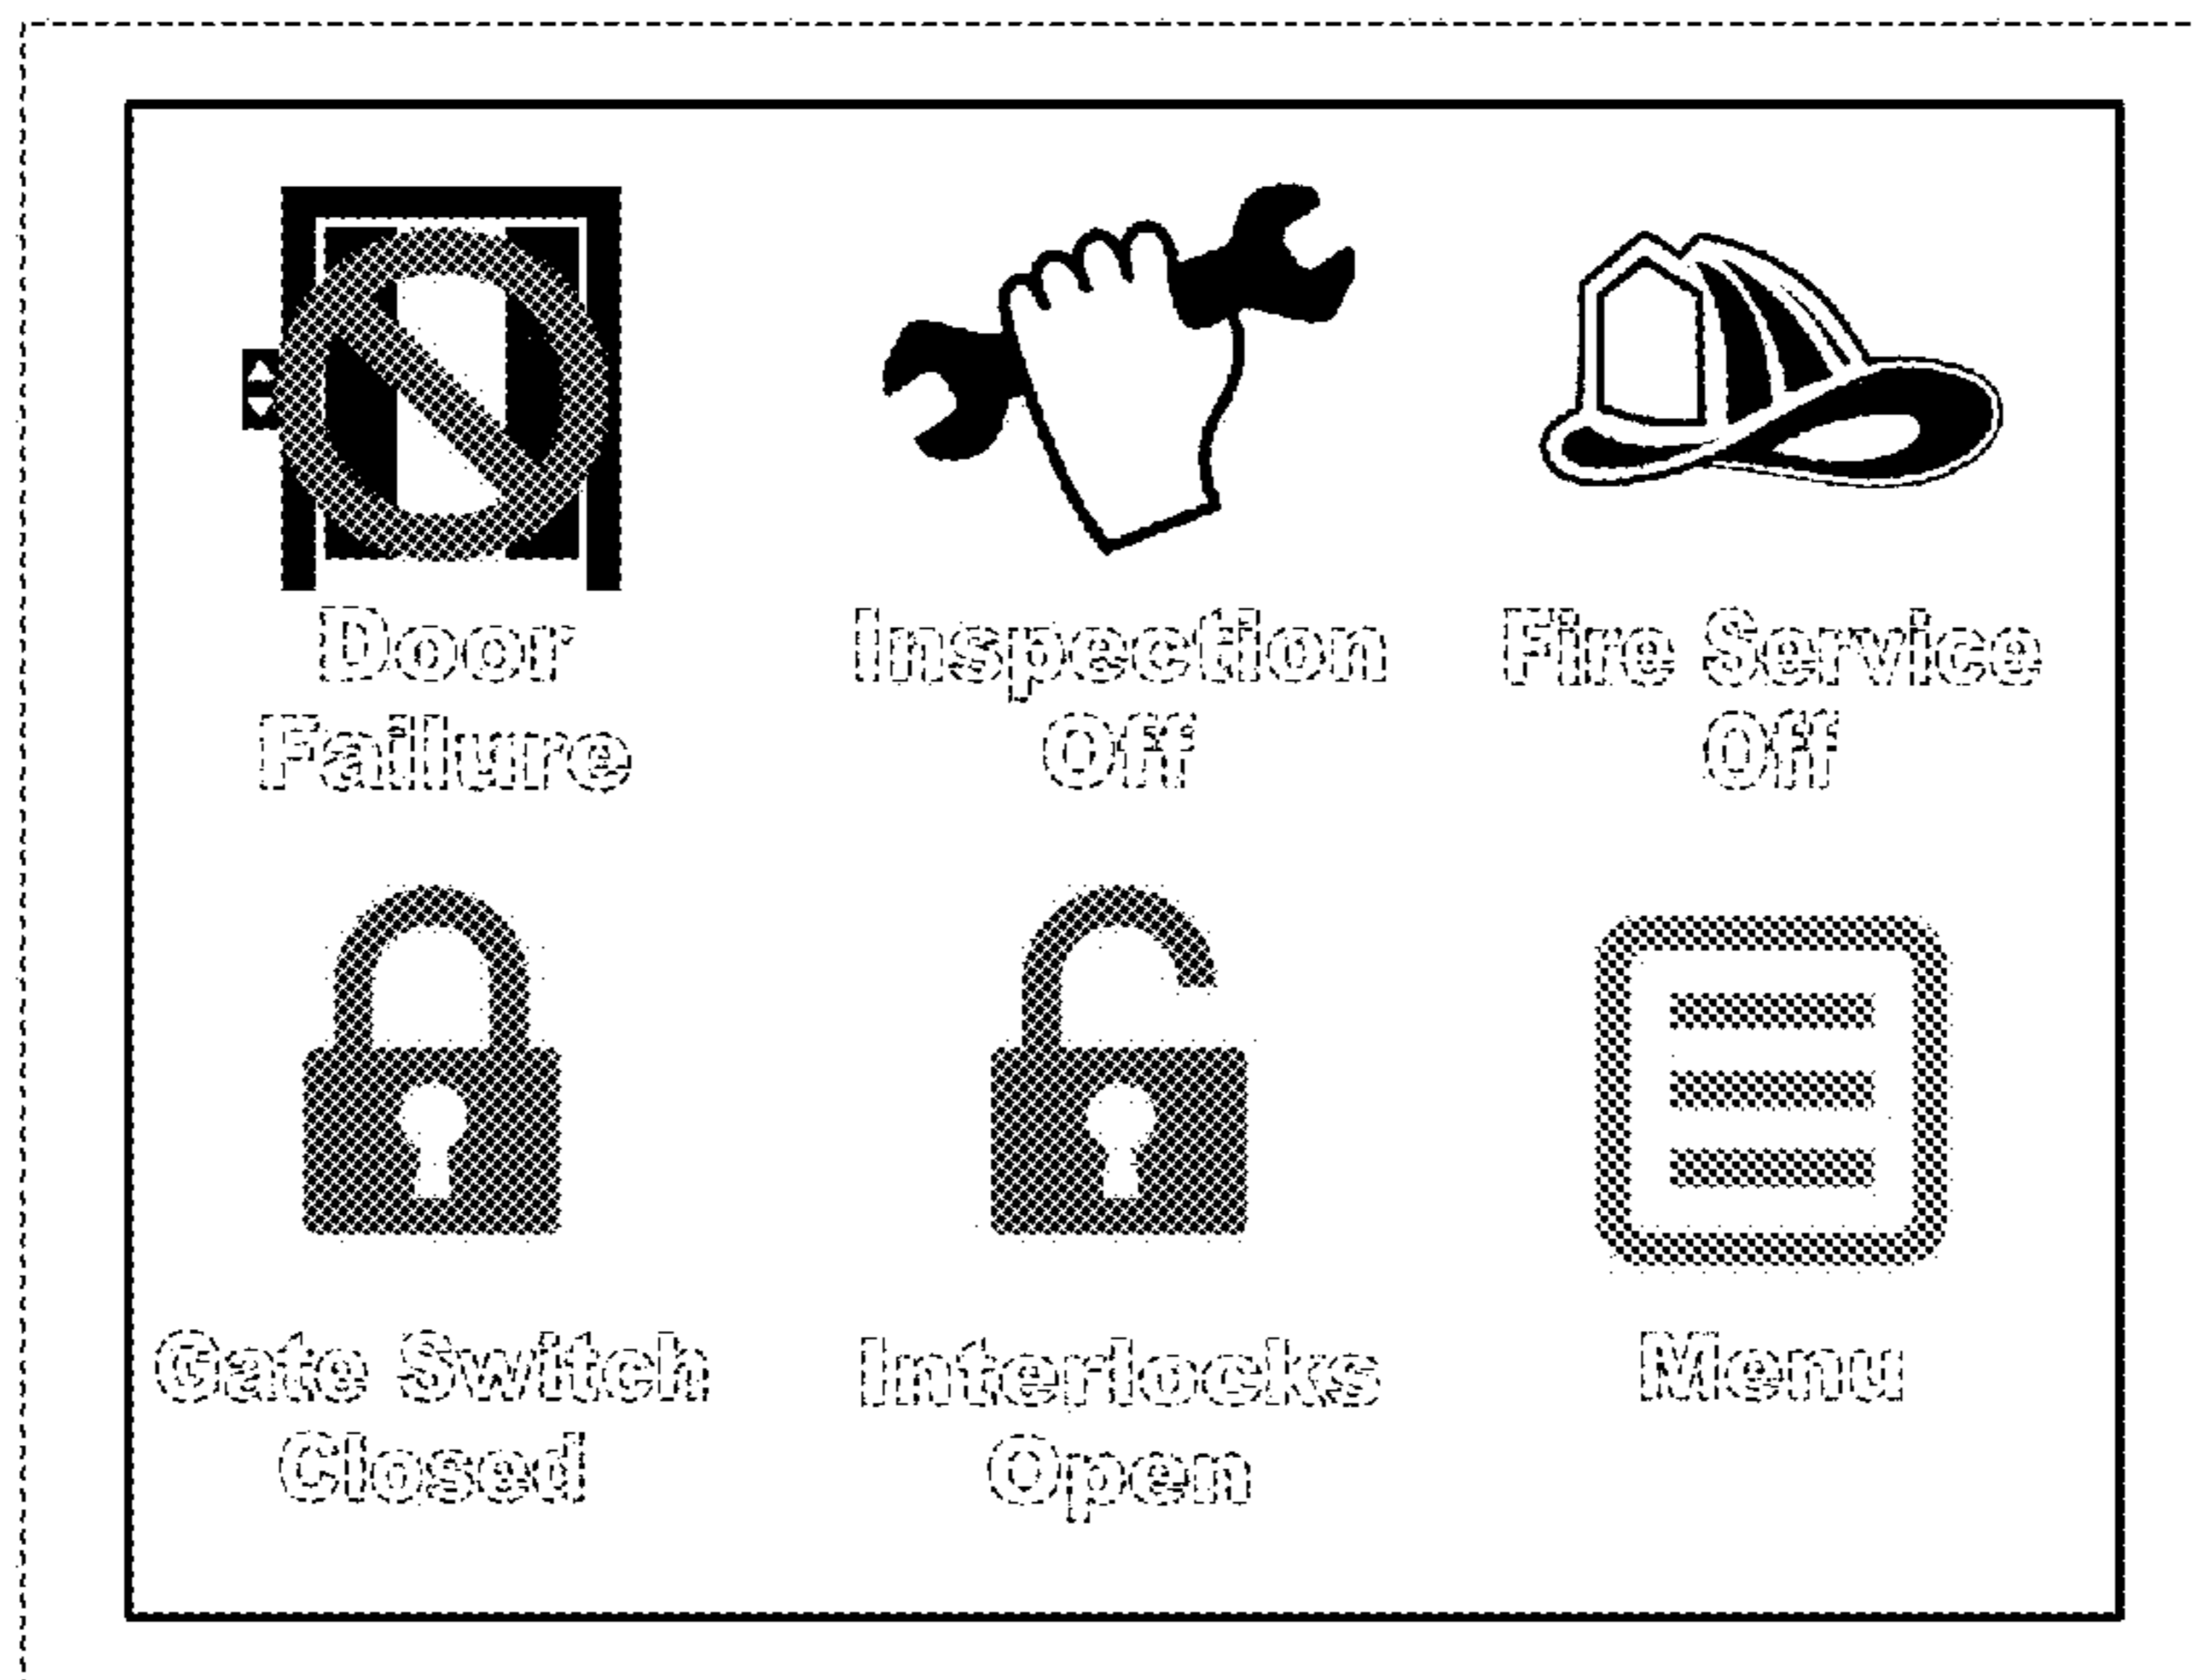 Door
Failure
Inspection
Off
Fire Service
Off
Gate Switch
Closed
Interlocks
Open
Menu